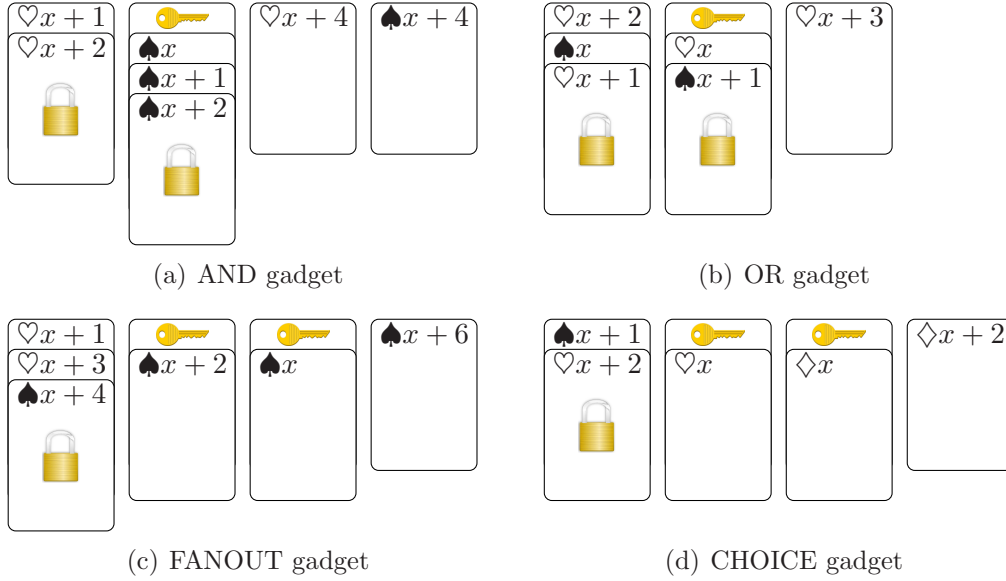 ♡x + 1 ♡x + 4 ♠x + 4 ♡x + 2 ♡x + 3
♡x + 2 ♠x ♠x ♡x
♠x + 1 ♡x + 1 ♠x + 1
♠x + 2
(a) AND gadget (b) OR gadget
♡x + 1 ♠x + 6 ♠x + 1 ♢x + 2
♡x + 3 ♠x + 2 ♠x ♡x + 2 ♡x ♢x
♠x + 4
(c) FANOUT gadget (d) CHOICE gadget